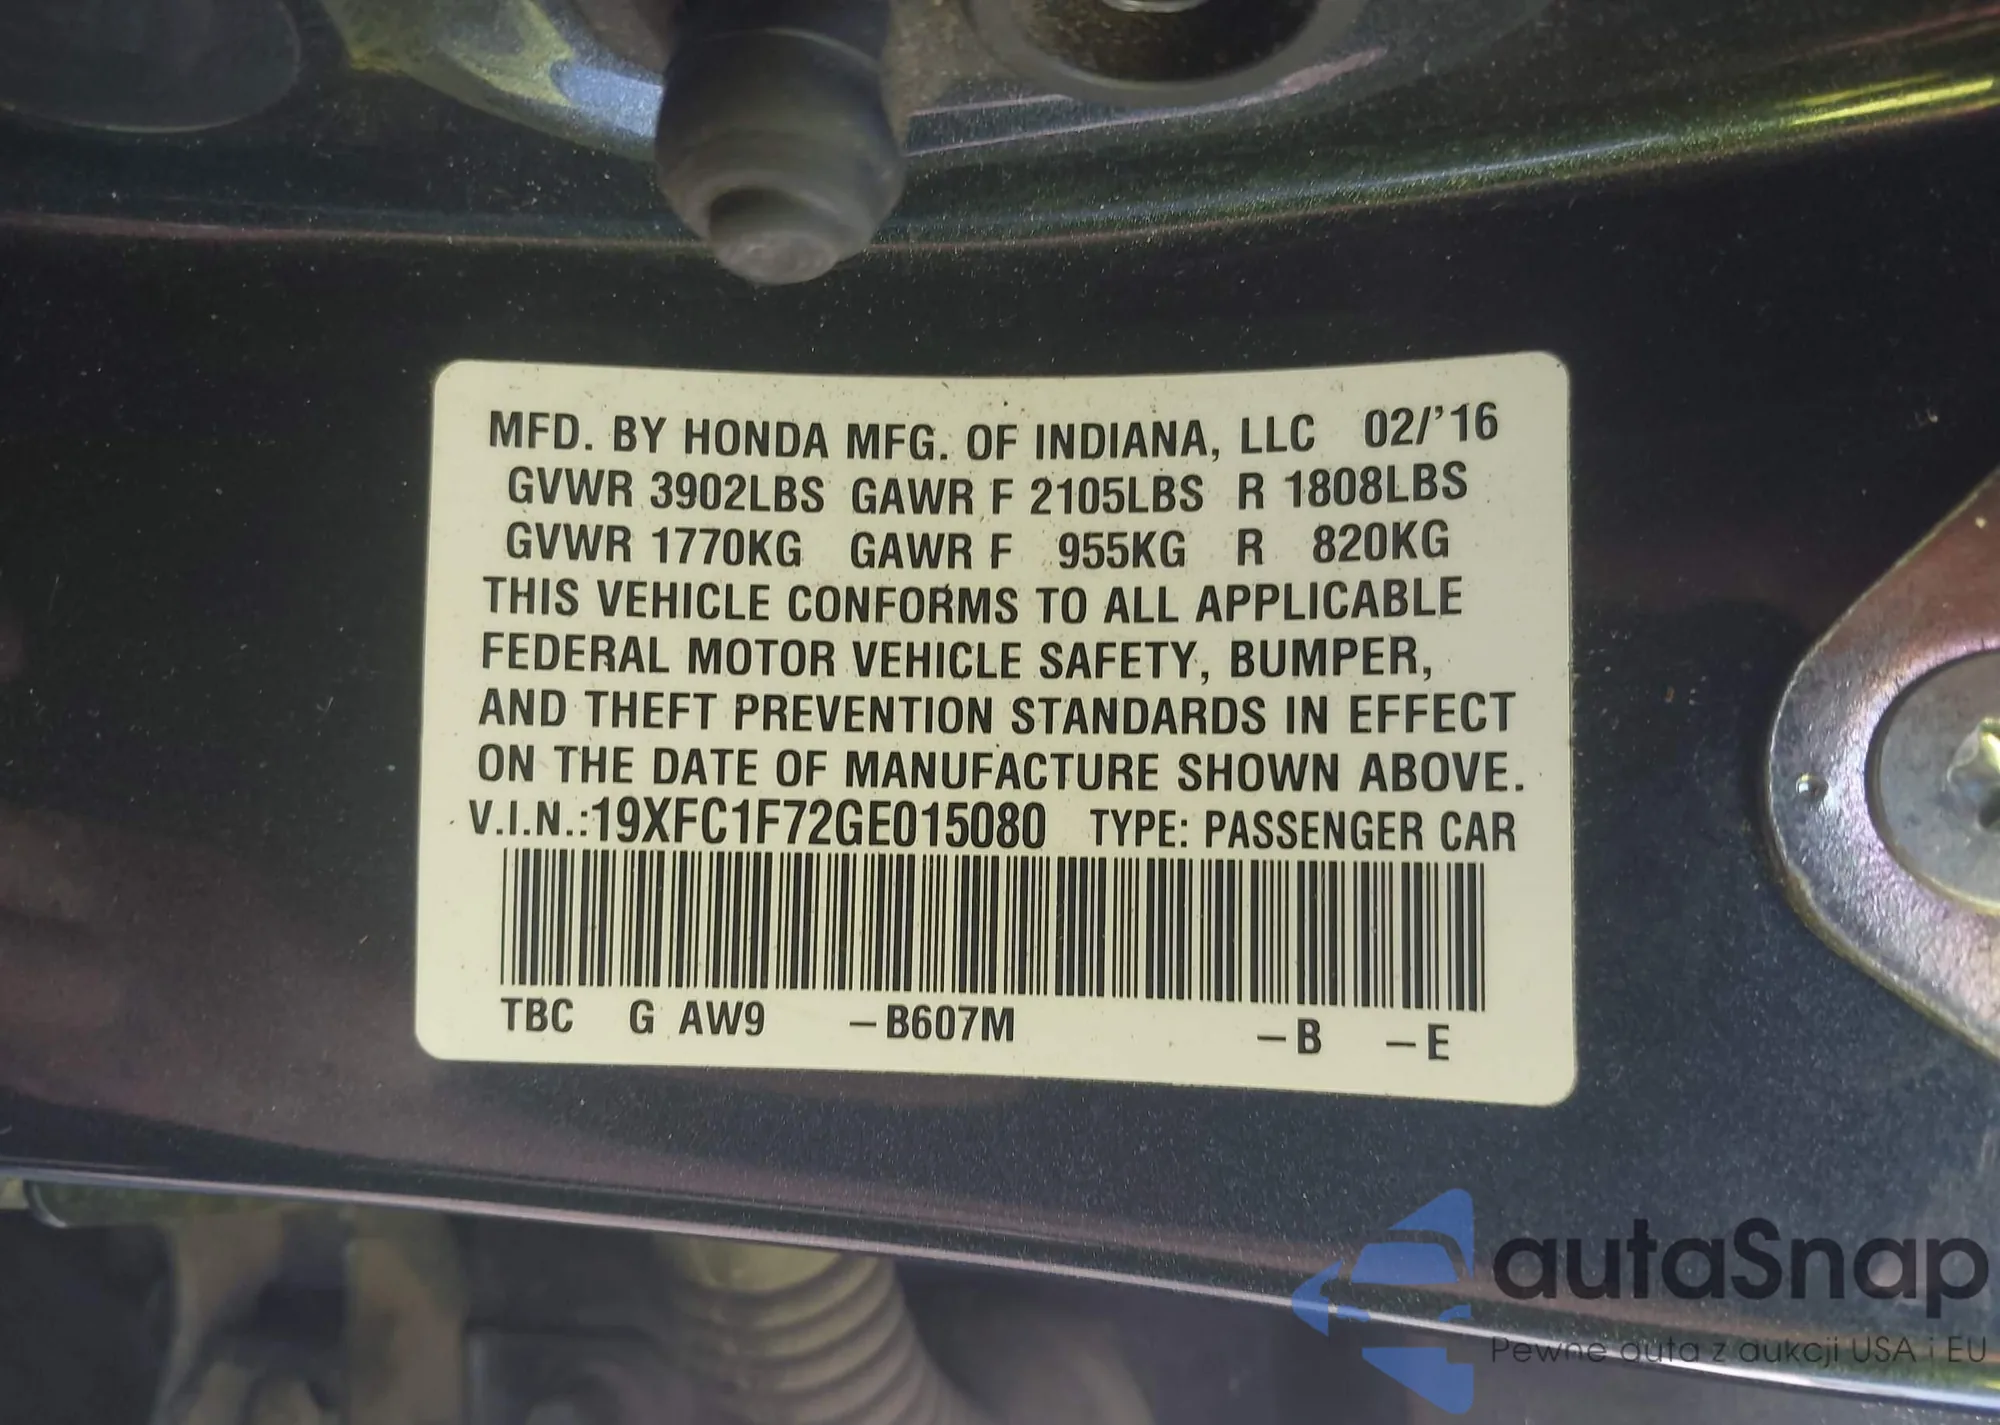 MFD. BY HONDA MFG. OF INDIANA, LLC 02/'16
GVWR 3902LBS GAWR F 2105LBS R 1808LBS
GVWR 1770KG GAWR F 955KG R 820KG
THIS VEHICLE CONFORMS TO ALL APPLICABLE
FEDERAL MOTOR VEHICLE SAFETY, BUMPER,
AND THEFT PREVENTION STANDARDS IN EFFECT
ON THE DATE OF MANUFACTURE SHOWN ABOVE.
V.I.N.:19XFC1F72GE015080 TYPE: PASSENGER CAR
TBC G AW9 –B607M –B –E
autaSnap
Pewne auta z aukcji USA i EU